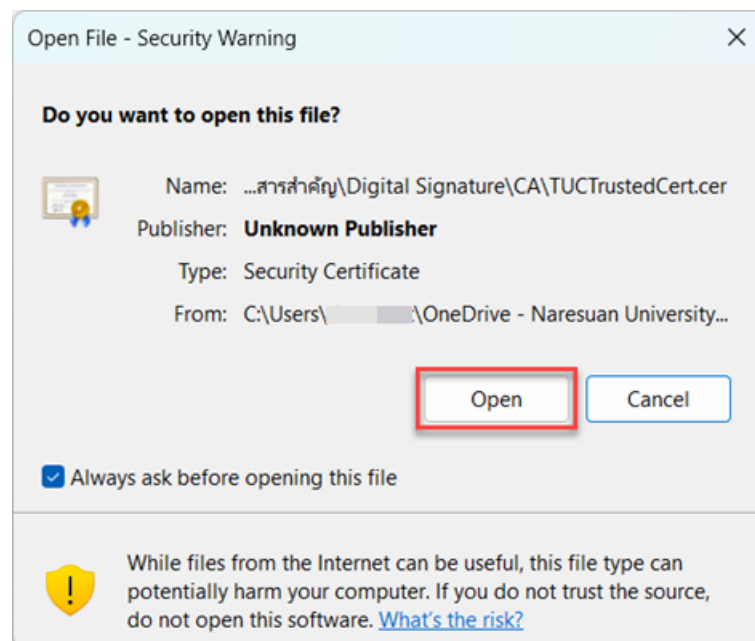 Open File - Security Warning
Do you want to open this file?
Name: ...สารสำคัญ\Digital Signature\CA\TUCTrustedCert.cer
Publisher: Unknown Publisher
Type: Security Certificate
From: C:\Users\ :\OneDrive - Naresuan University...
Open Cancel
Always ask before opening this file
While files from the Internet can be useful, this file type can
potentially harm your computer. If you do not trust the source,
do not open this software. What's the risk?